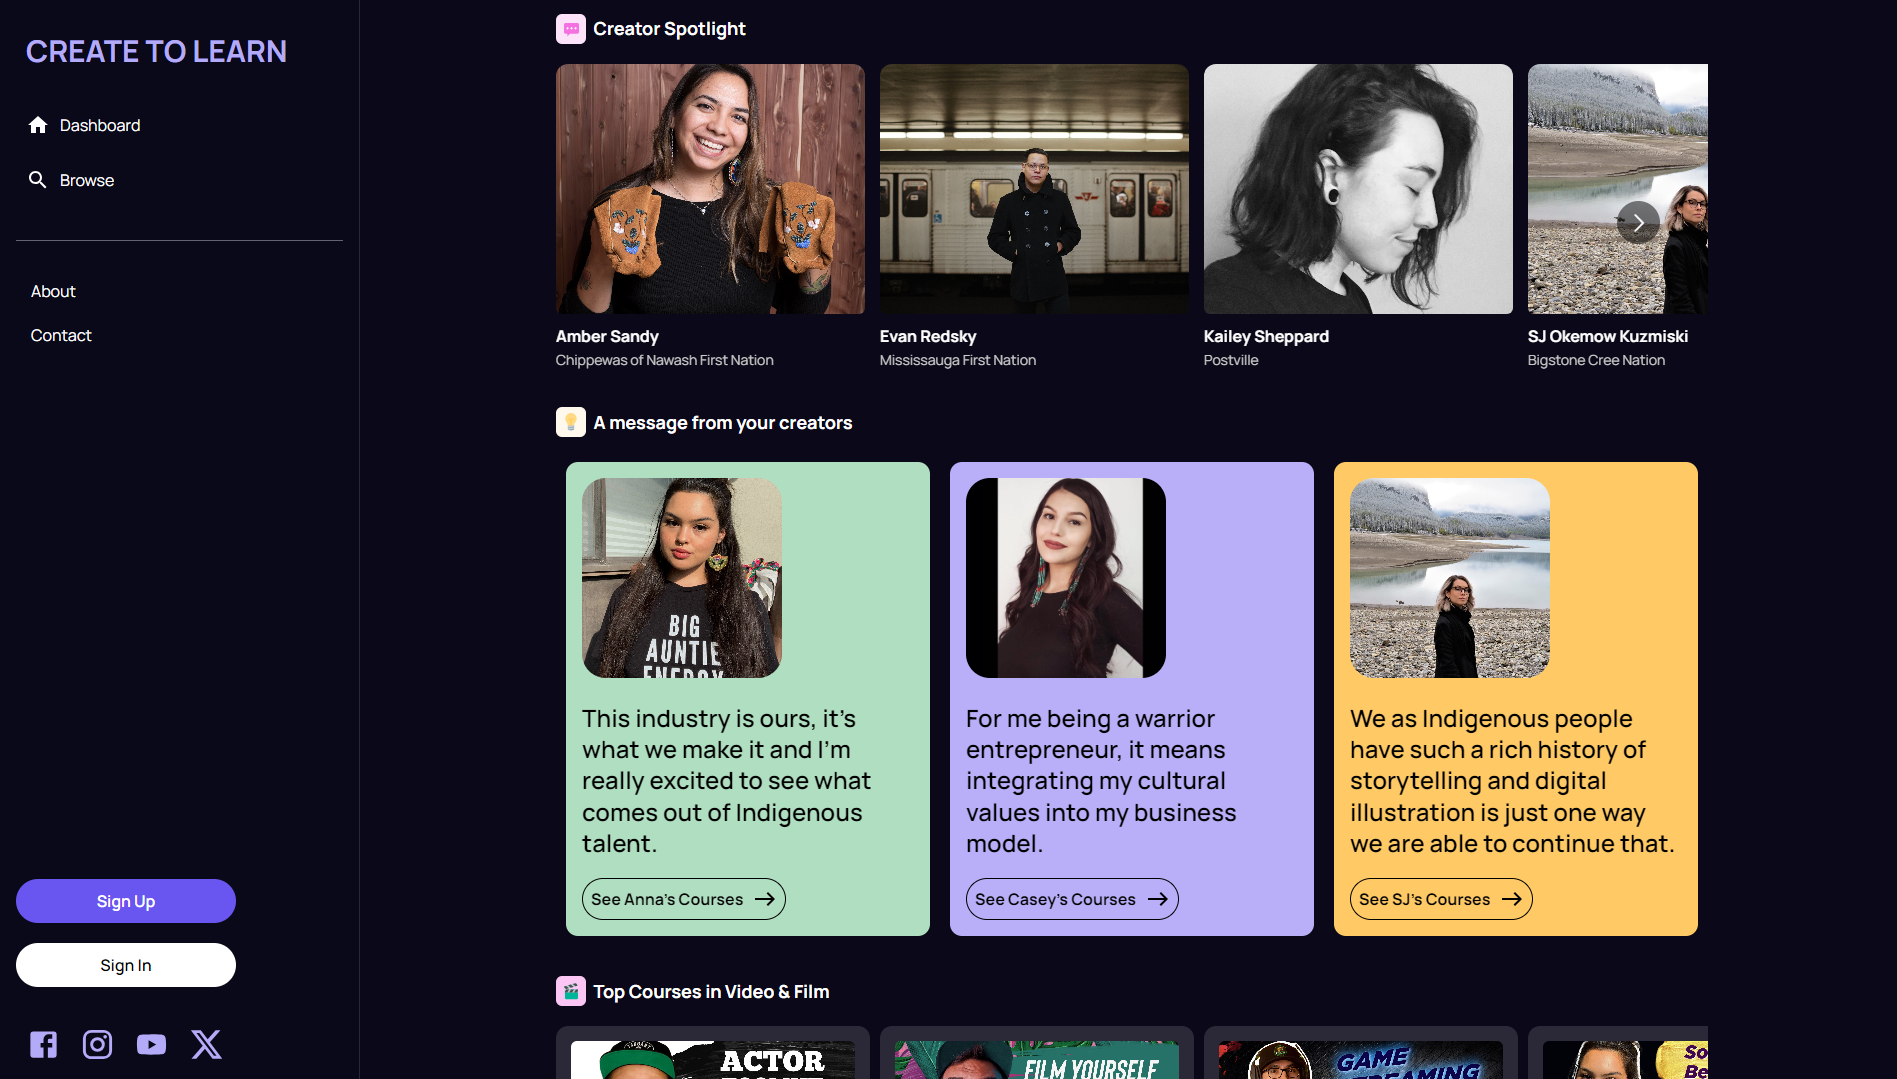 CREATE TO LEARN
Dashboard
Browse
About
Contact
Sign Up
Sign In
Creator Spotlight
Amber Sandy
Chippewas of Nawash First Nation
Evan Redsky
Mississauga First Nation
Kailey Sheppard
Postville
SJ Okemow Kuzmiski
Bigstone Cree Nation
A message from your creators
BIG
AUNTIE
ENERGY
This industry is ours, it's
what we make it and I'm
really excited to see what
comes out of Indigenous
talent.
See Anna's Courses
For me being a warrior
entrepreneur, it means
integrating my cultural
values into my business
model.
See Casey's Courses
We as Indigenous people
have such a rich history of
storytelling and digital
illustration is just one way
we are able to continue that.
See SJ's Courses
Top Courses in Video & Film
ACTOR
FILM YOURSELF
GAME
STREAMING
So
Be